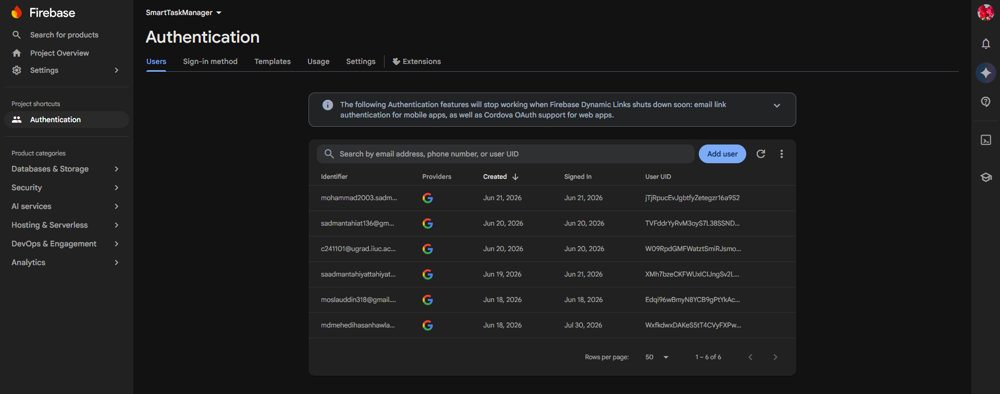 Firebase
Search for products
Project Overview
Settings
Project shortcuts
Authentication
Product categories
Databases & Storage
Security
AI services
Hosting & Serverless
DevOps & Engagement
Analytics
SmartTaskManager
Authentication
Users Sign-in method Templates Usage Settings Extensions
The following Authentication features will stop working when Firebase Dynamic Links shuts down soon: email link
authentication for mobile apps, as well as Cordova OAuth support for web apps.
Search by email address, phone number, or user UID Add user
Identifier Providers Created Signed In User UID
mohammad2003.sadm... Jun 21, 2026 Jun 21, 2026 jTjRpucEvJgbtfyZetegzr16a9S2
sadmantahiat136@gm... Jun 20, 2026 Jun 20, 2026 TVFddrYyRvM3oyS7L38SSND...
c241101@ugrad.iiuc.ac... Jun 20, 2026 Jun 20, 2026 W09RpdGMFWatztSmiRJsmo...
saadmantahiyattahiyat... Jun 19, 2026 Jun 21, 2026 XMh7bzeCKFWUxICIJngSv2L...
moslauddin318@gmail.... Jun 18, 2026 Jun 18, 2026 Edqi96wBmyN8YCB9gPtYkAc...
mdmehedihasanhawla... Jun 18, 2026 Jul 30, 2026 WxfkdwxDAKeS5tT4CVyFXPw...
Rows per page: 50 1 – 6 of 6